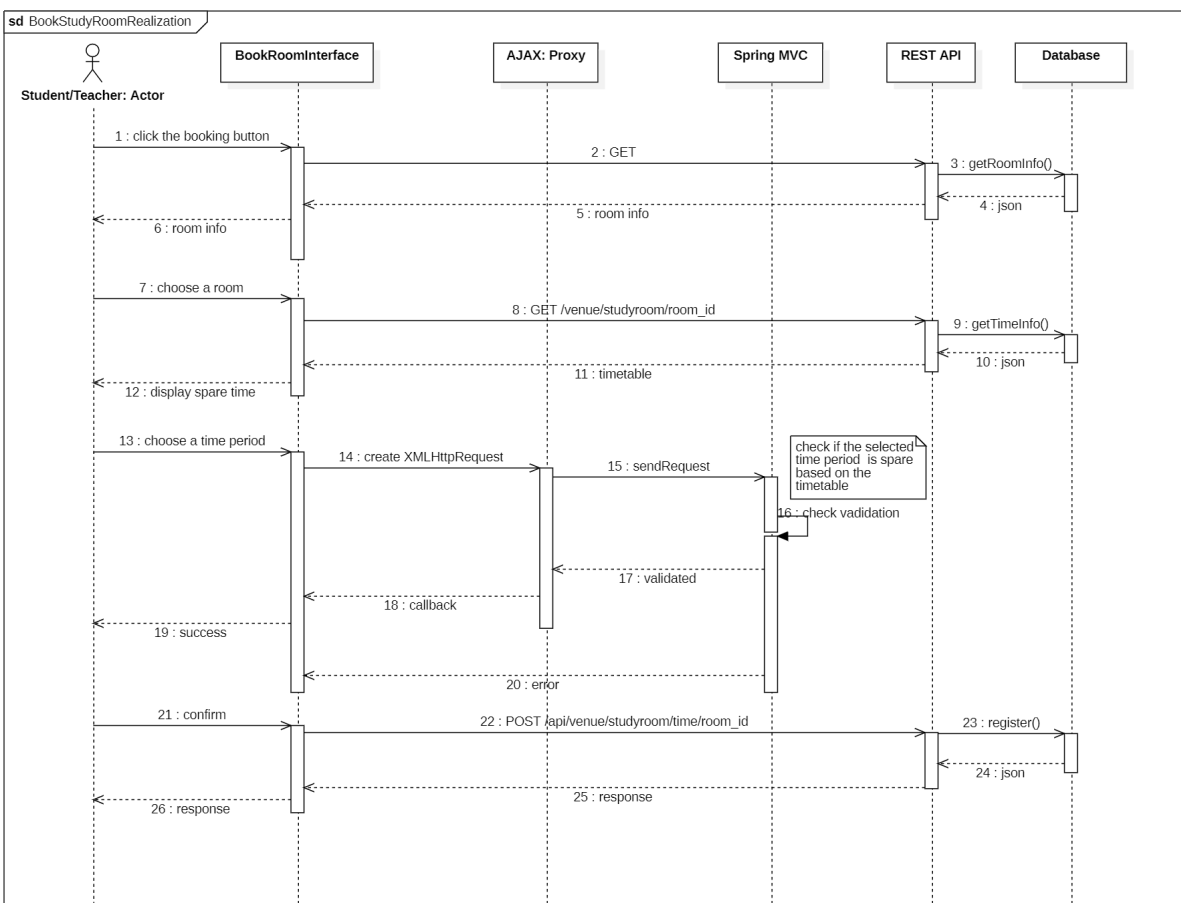 sd BookStudyRoomRealization
BookRoomInterface
AJAX: Proxy
Spring MVC
REST API
Database
Student/Teacher: Actor
1 : click the booking button
2 : GET
3 : getRoomInfo()
4 : json
5 : room info
6 : room info
7 : choose a room
8 : GET /venue/studyroom/room_id
9 : getTimeInfo()
10 : json
11 : timetable
12 : display spare time
13 : choose a time period
14 : create XMLHttpRequest
15 : sendRequest
check if the selected
time period  is spare
based on the
timetable
16 : check vadidation
17 : validated
18 : callback
19 : success
20 : error
21 : confirm
22 : POST /api/venue/studyroom/time/room_id
23 : register()
24 : json
25 : response
26 : response